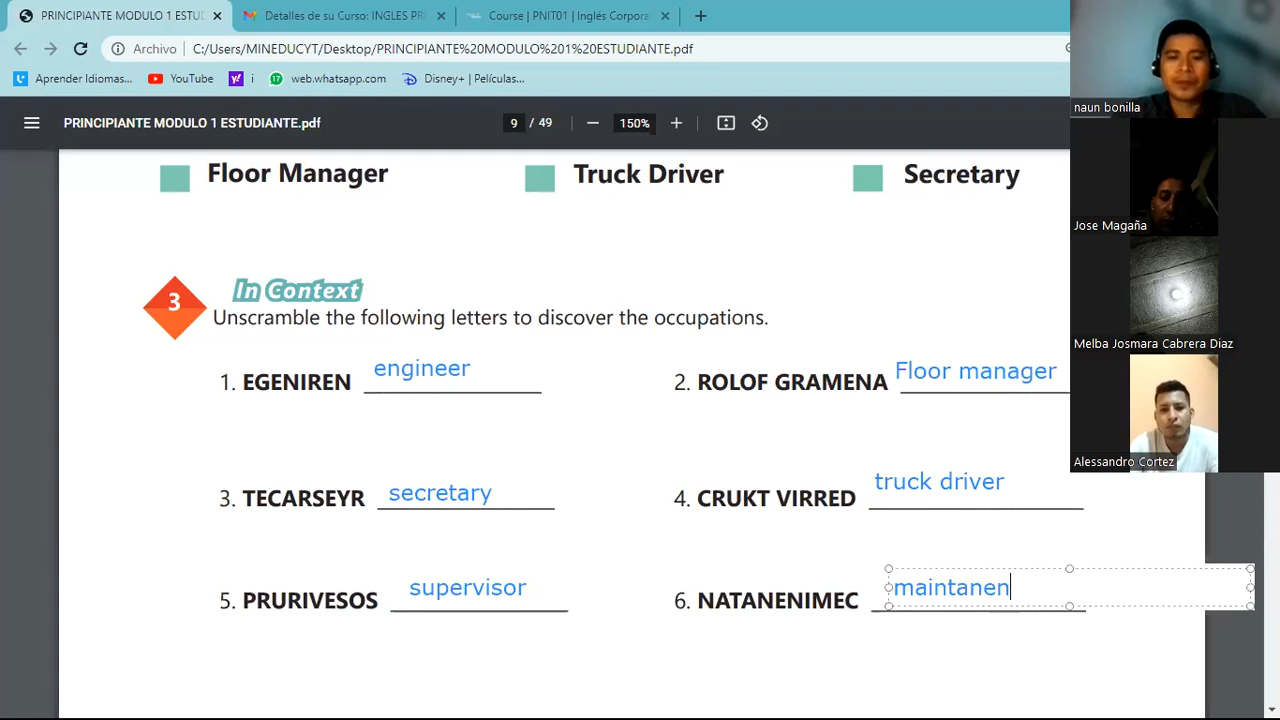 PRINCIPIANTE MODULO 1 ESTUD
Detalles de su Curso: INGLES PRI
Course | PNIT01 | Inglés Corpora
Archivo C:/Users/MINEDUCYT/Desktop/PRINCIPIANTE%20MODULO%201%20ESTUDIANTE.pdf
Aprender Idiomas... YouTube i web.whatsapp.com Disney+ | Películas...
PRINCIPIANTE MODULO 1 ESTUDIANTE.pdf 9 / 49 150%
naun bonilla
Jose Magaña
Melba Josmara Cabrera Diaz
Alessandro Cortez
Floor Manager Truck Driver Secretary
3 In Context
Unscramble the following letters to discover the occupations.
1. EGENIREN engineer
2. ROLOF GRAMENA Floor manager
3. TECARSEYR secretary
4. CRUKT VIRRED truck driver
5. PRURIVESOS supervisor
6. NATANENIMEC maintanen